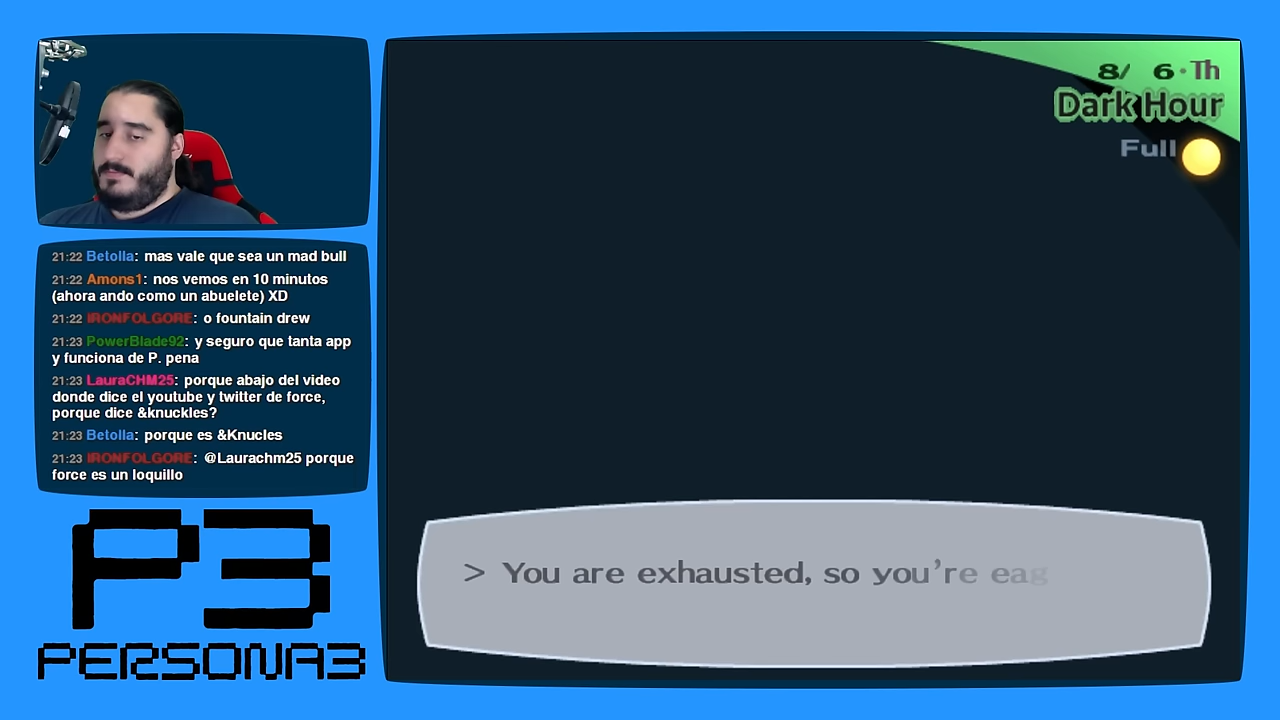 8/ 6·Th
Dark Hour
Full
21:22 Betolla: mas vale que sea un mad bull
21:22 Amons1: nos vemos en 10 minutos
(ahora ando como un abuelete) XD
21:22 IRONFOLGORE: o fountain drew
21:23 PowerBlade92: y seguro que tanta app
y funciona de P. pena
21:23 LauraCHM25: porque abajo del video
donde dice el youtube y twitter de force,
porque dice &knuckles?
21:23 Betolla: porque es &Knucles
21:23 IRONFOLGORE: @Laurachm25 porque
force es un loquillo
> You are exhausted, so you're eag
P3
PERSONA3